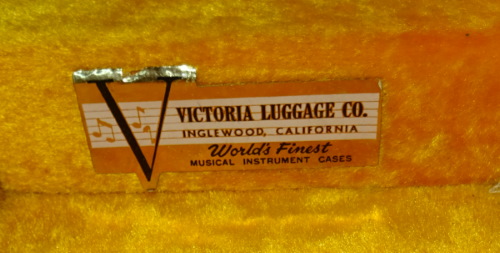 V
VICTORIA LUGGAGE CO.
INGLEWOOD, CALIFORNIA
World's Finest
MUSICAL INSTRUMENT CASES